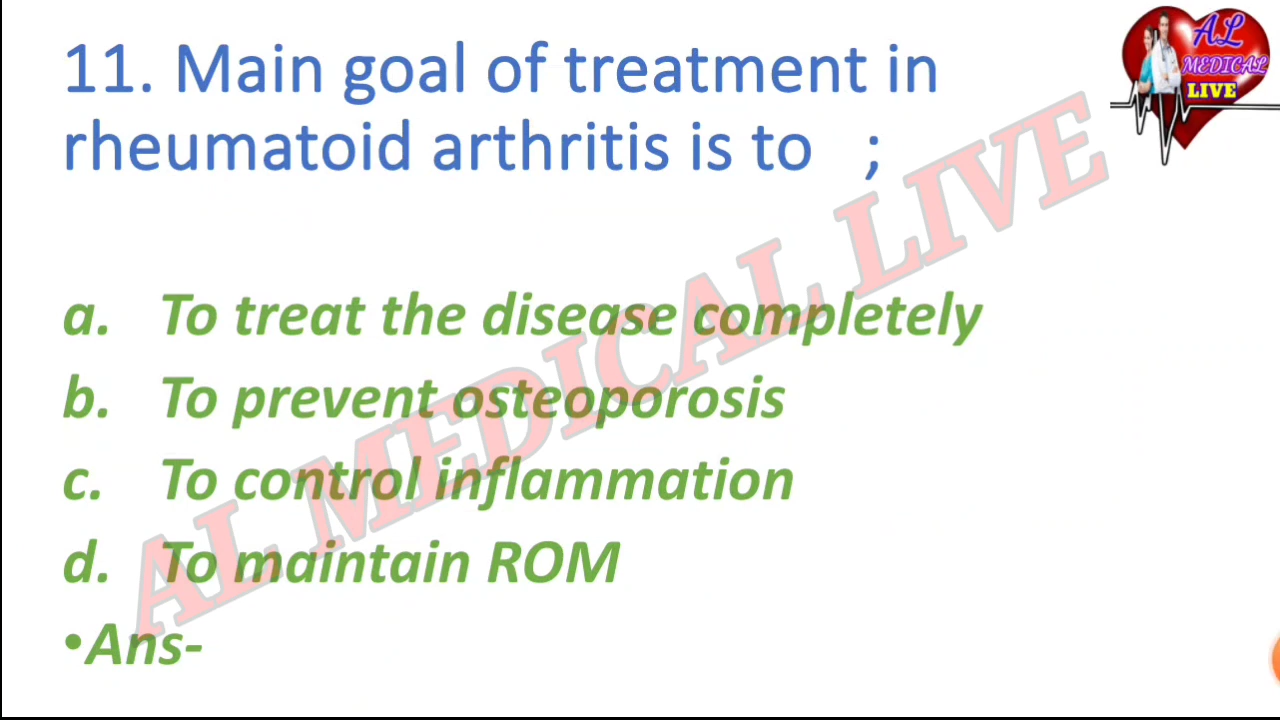 11. Main goal of treatment in
rheumatoid arthritis is to ;
a. To treat the disease completely
b. To prevent osteoporosis
c. To control inflammation
d. To maintain ROM
•Ans-
AL MEDICAL LIVE
AL
MEDICAL
LIVE